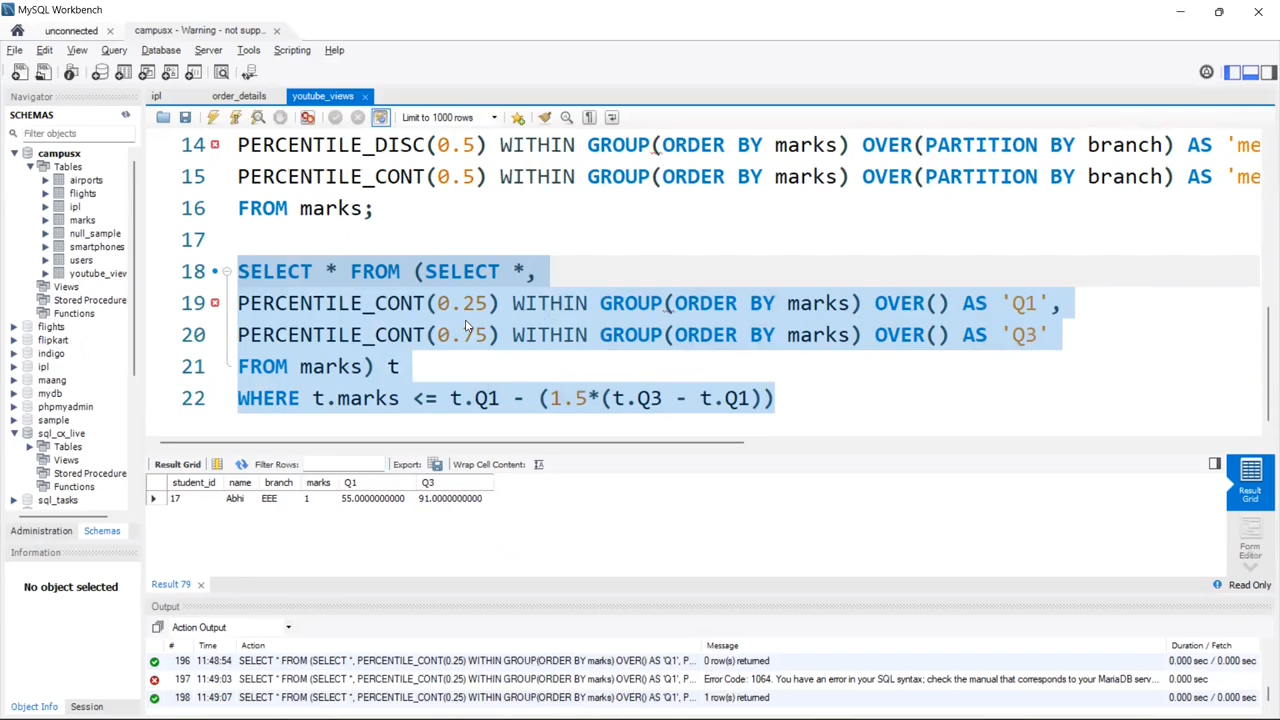 MySQL Workbench
unconnected
campusx - Warning - not supp...
File Edit View Query Database Server Tools Scripting Help
Navigator
SCHEMAS
Filter objects
campusx
Tables
airports
flights
ipl
marks
null_sample
smartphones
users
youtube_view
Views
Stored Procedure
Functions
flights
flipkart
indigo
ipl
maang
mydb
phpmyadmin
sample
sql_cx_live
Tables
Views
Stored Procedure
Functions
sql_tasks
Administration Schemas
Information
No object selected
Object Info Session
ipl order_details youtube_views
Limit to 1000 rows
14 PERCENTILE_DISC(0.5) WITHIN GROUP(ORDER BY marks) OVER(PARTITION BY branch) AS 'me
15 PERCENTILE_CONT(0.5) WITHIN GROUP(ORDER BY marks) OVER(PARTITION BY branch) AS 'me
16 FROM marks;
17
18 SELECT * FROM (SELECT *,
19 PERCENTILE_CONT(0.25) WITHIN GROUP(ORDER BY marks) OVER() AS 'Q1',
20 PERCENTILE_CONT(0.75) WITHIN GROUP(ORDER BY marks) OVER() AS 'Q3'
21 FROM marks) t
22 WHERE t.marks <= t.Q1 - (1.5*(t.Q3 - t.Q1))
Result Grid Filter Rows: Export: Wrap Cell Content:
student_id name branch marks Q1 Q3
17 Abhi EEE 1 55.0000000000 91.0000000000
Result Grid
Form Editor
Result 79
Read Only
Output
Action Output
# Time Action Message Duration / Fetch
196 11:48:54 SELECT * FROM (SELECT *, PERCENTILE_CONT(0.25) WITHIN GROUP(ORDER BY marks) OVER() AS 'Q1', P... 0 row(s) returned 0.000 sec / 0.000 sec
197 11:49:03 SELECT * FROM (SELECT *, PERCENTILE_CONT(0.25) WITHIN GROUP(ORDER BY marks) OVER() AS 'Q1', P... Error Code: 1064. You have an error in your SQL syntax; check the manual that corresponds to your MariaDB serv... 0.000 sec
198 11:49:07 SELECT * FROM (SELECT *, PERCENTILE_CONT(0.25) WITHIN GROUP(ORDER BY marks) OVER() AS 'Q1', P... 1 row(s) returned 0.000 sec / 0.000 sec